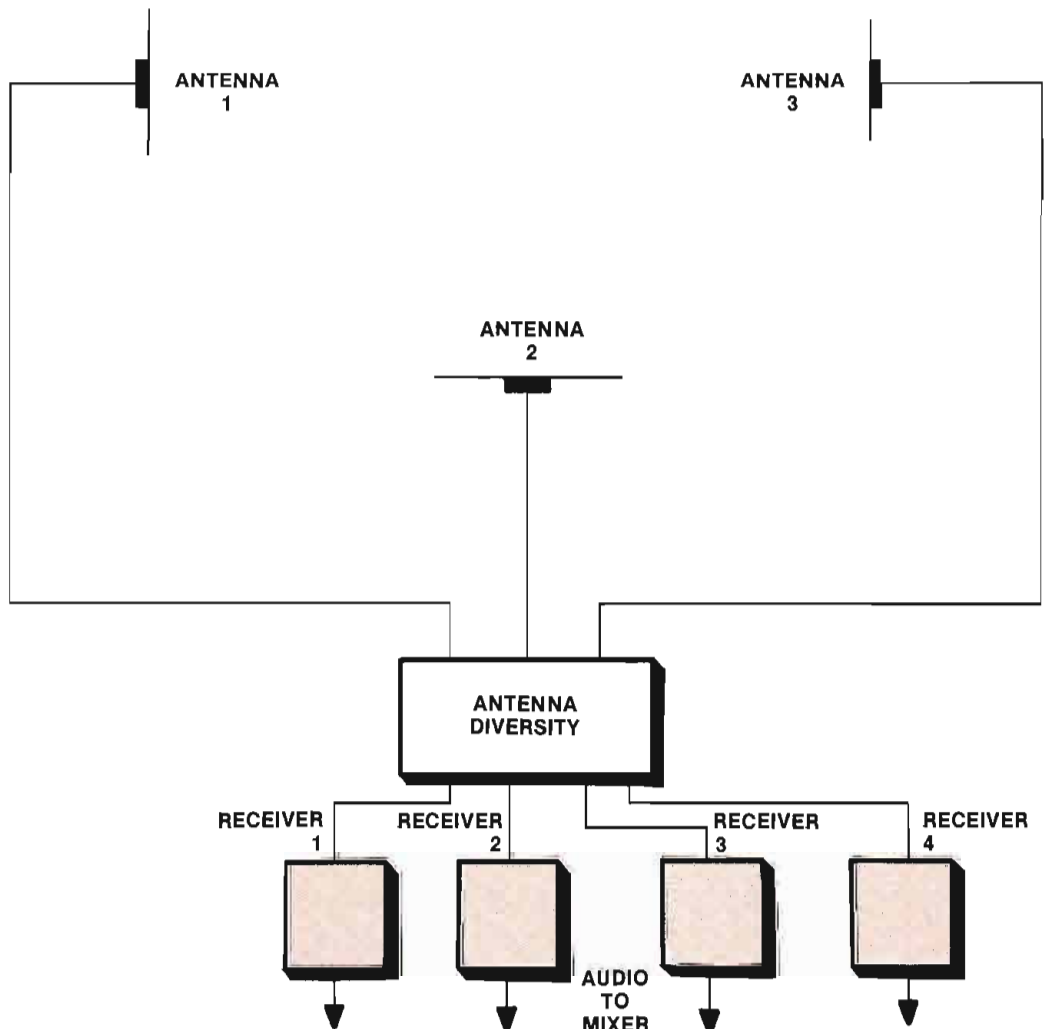 ANTENNA
1
ANTENNA
3
ANTENNA
2
ANTENNA
DIVERSITY
RECEIVER
1
RECEIVER
2
RECEIVER
3
RECEIVER
4
AUDIO
TO
MIXER